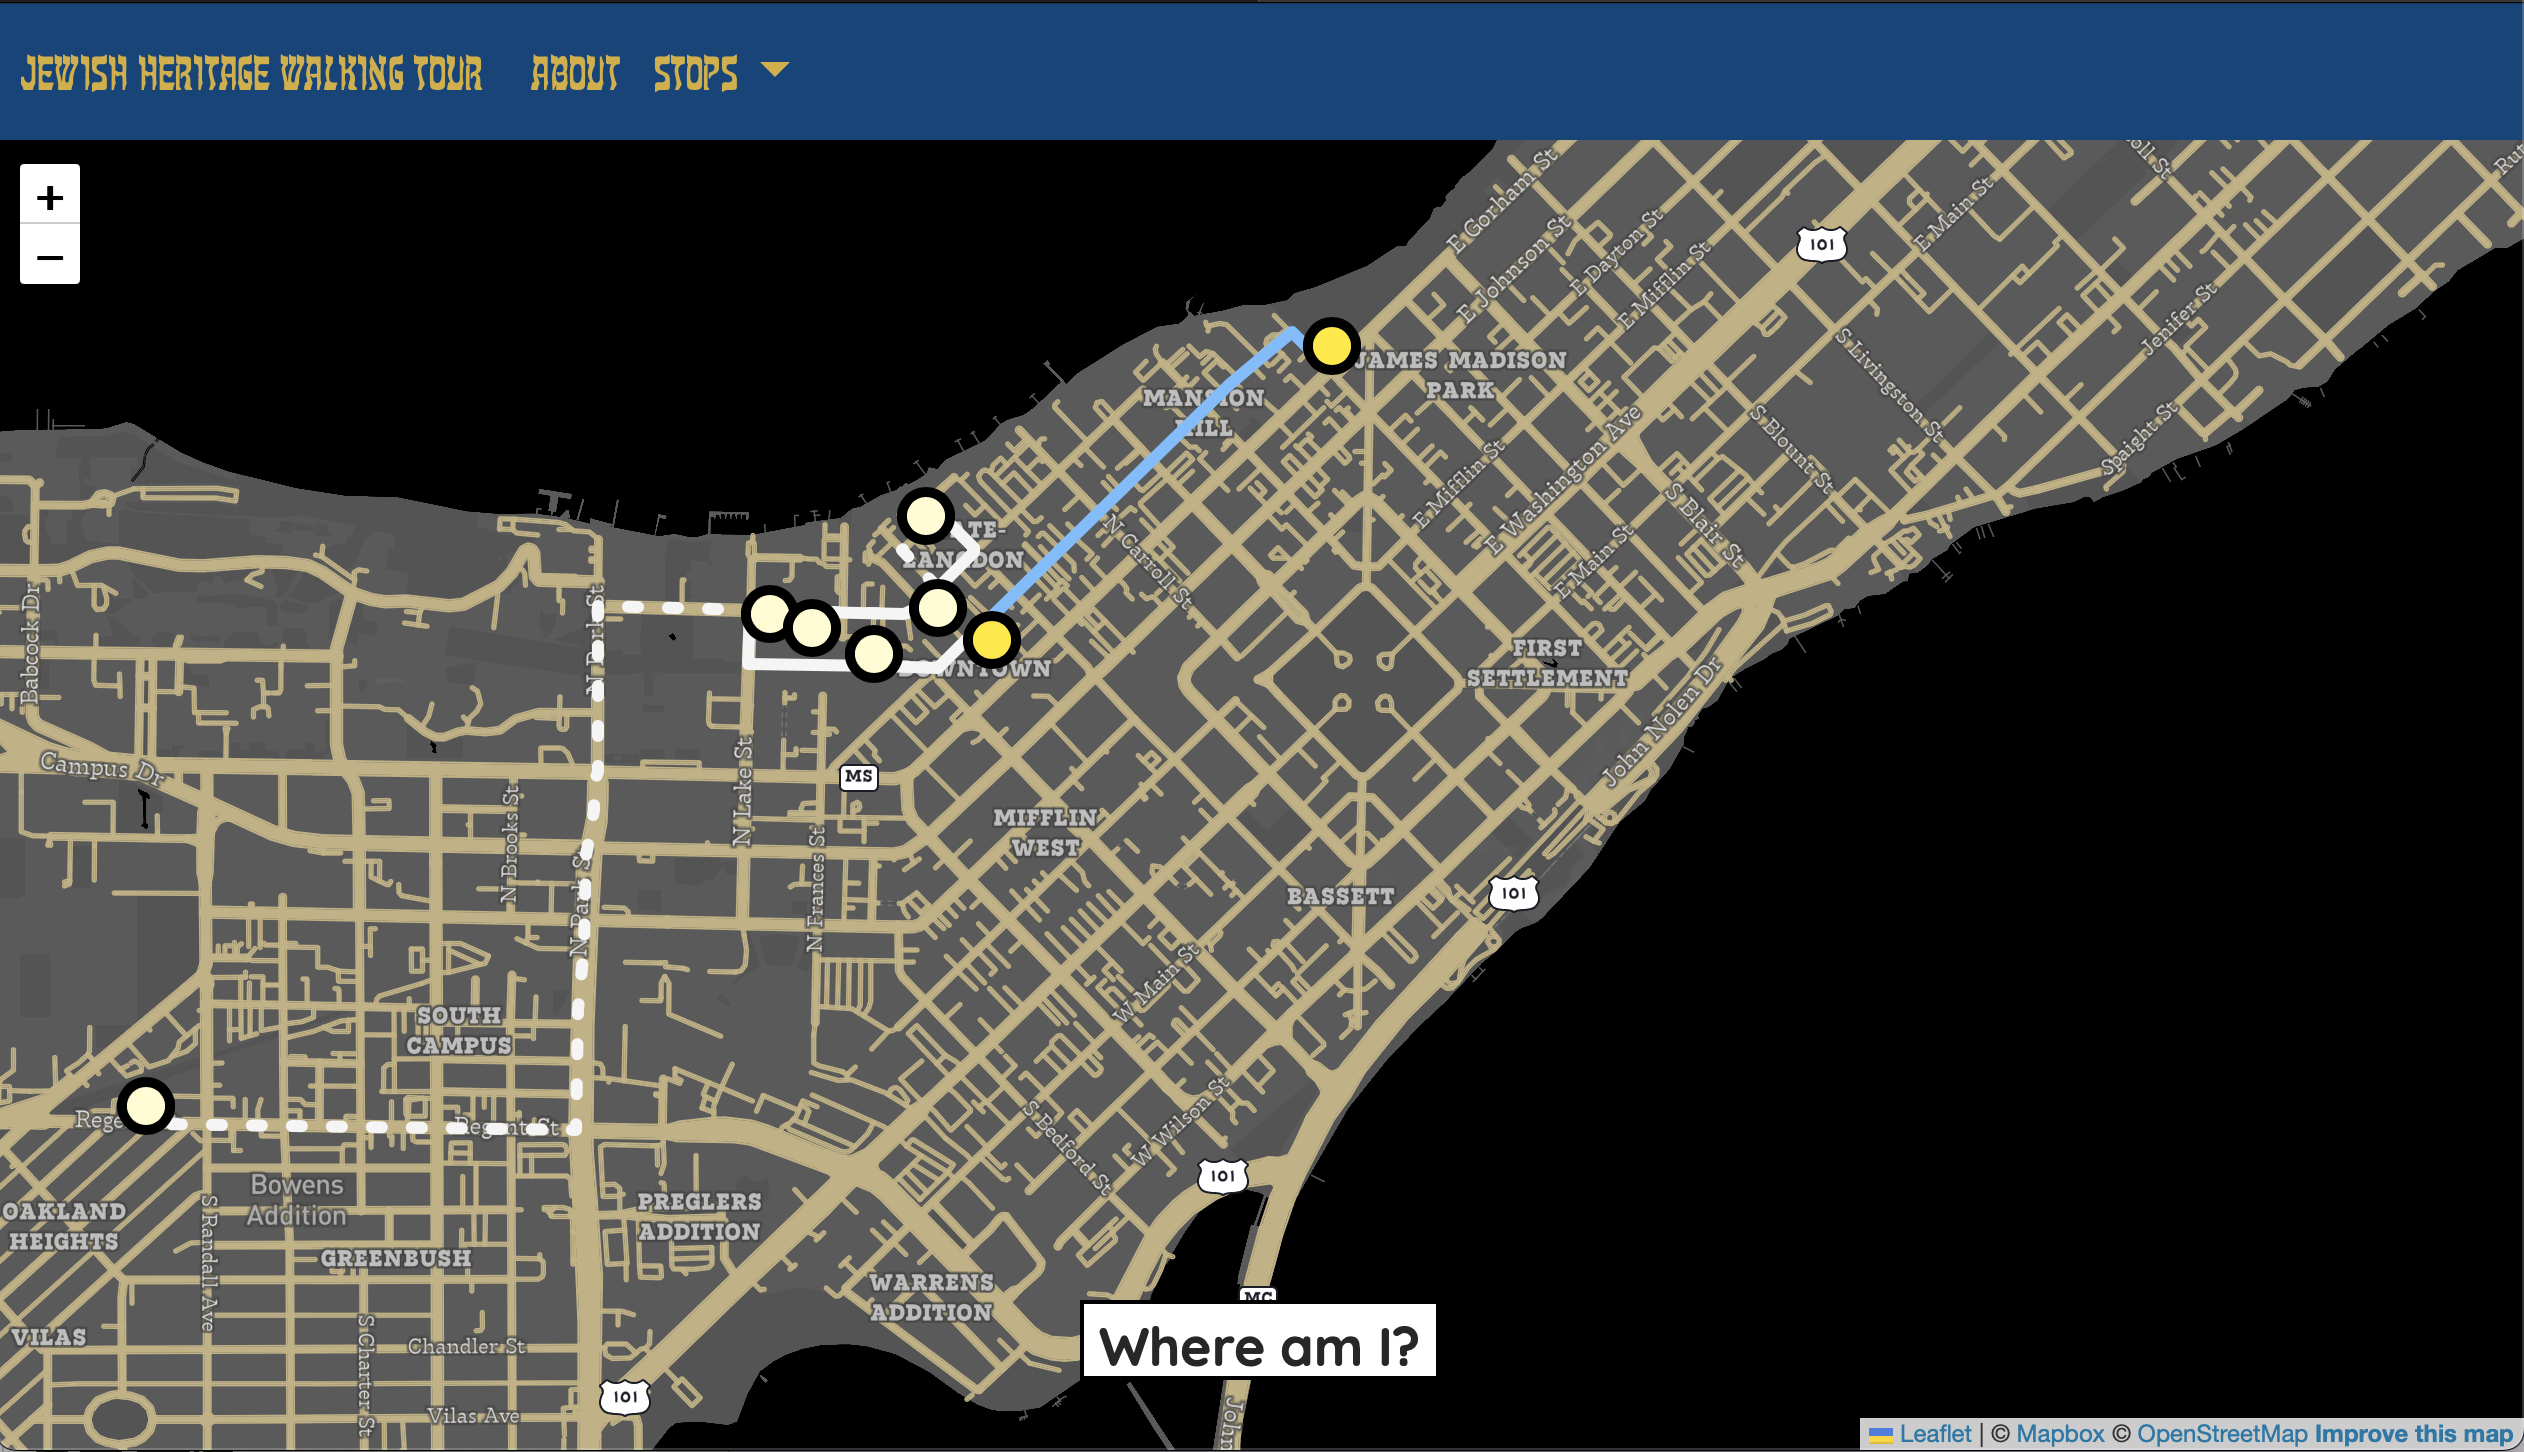 JEWISH HERITAGE WALKING TOUR ABOUT STOPS
+
−
E Gorham St
E Johnson St
E Dayton St
E Mifflin St
101
E Main St
Jenifer St
S Livingston St
JAMES MADISON
PARK
MANSION
HILL
S Blount St
Spaight St
E Washington Ave
E Mifflin St
S Blair St
N Carroll St
E Main St
LANGDON
DOWNTOWN
FIRST
SETTLEMENT
John Nolen Dr
Babcock Dr
N Park St
Campus Dr
N Lake St
MS
N Brooks St
N Frances St
MIFFLIN
WEST
BASSETT
101
N Park St
W Main St
SOUTH
CAMPUS
Regent St
S Bedford St
W Wilson St
101
Bowens
Addition
OAKLAND
HEIGHTS
S Randall Ave
GREENBUSH
PREGLERS
ADDITION
WARRENS
ADDITION
MC
VILAS
S Charter St
Chandler St
Vilas Ave
101
Where am I?
John
Leaflet | © Mapbox © OpenStreetMap Improve this map